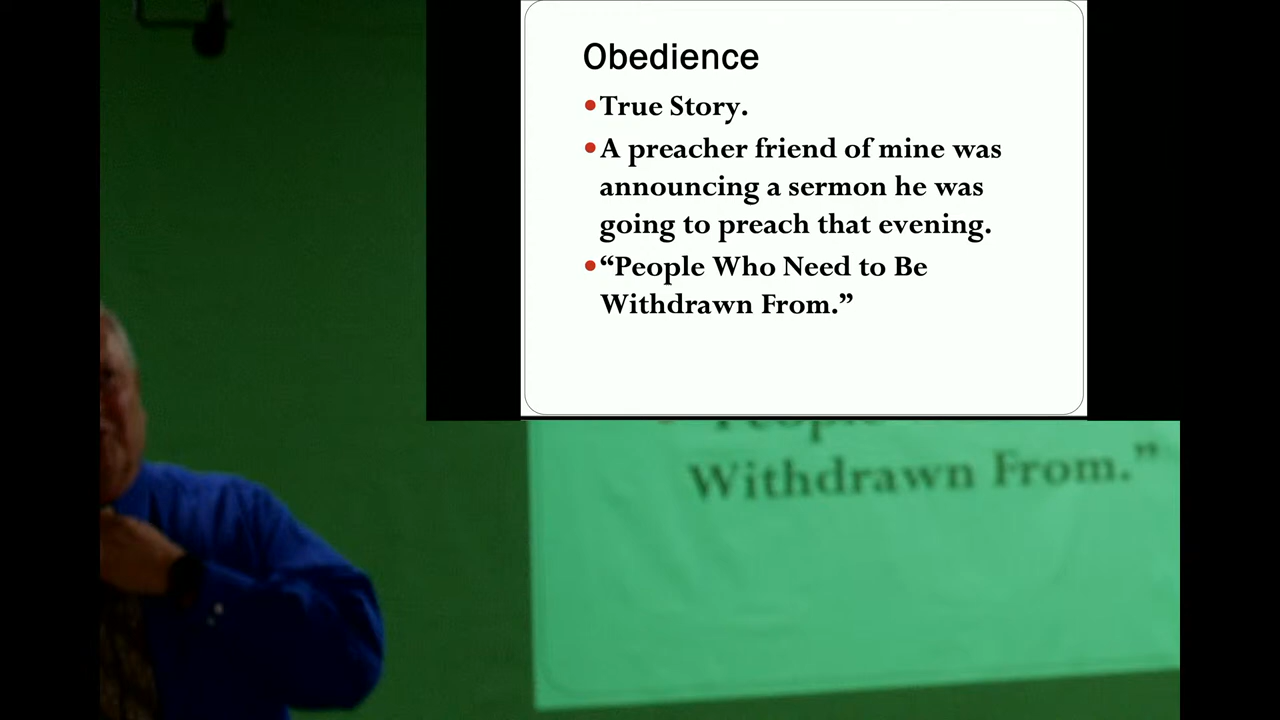 Obedience
•True Story.
•A preacher friend of mine was
announcing a sermon he was
going to preach that evening.
•“People Who Need to Be
Withdrawn From.”
People
Withdrawn From.”